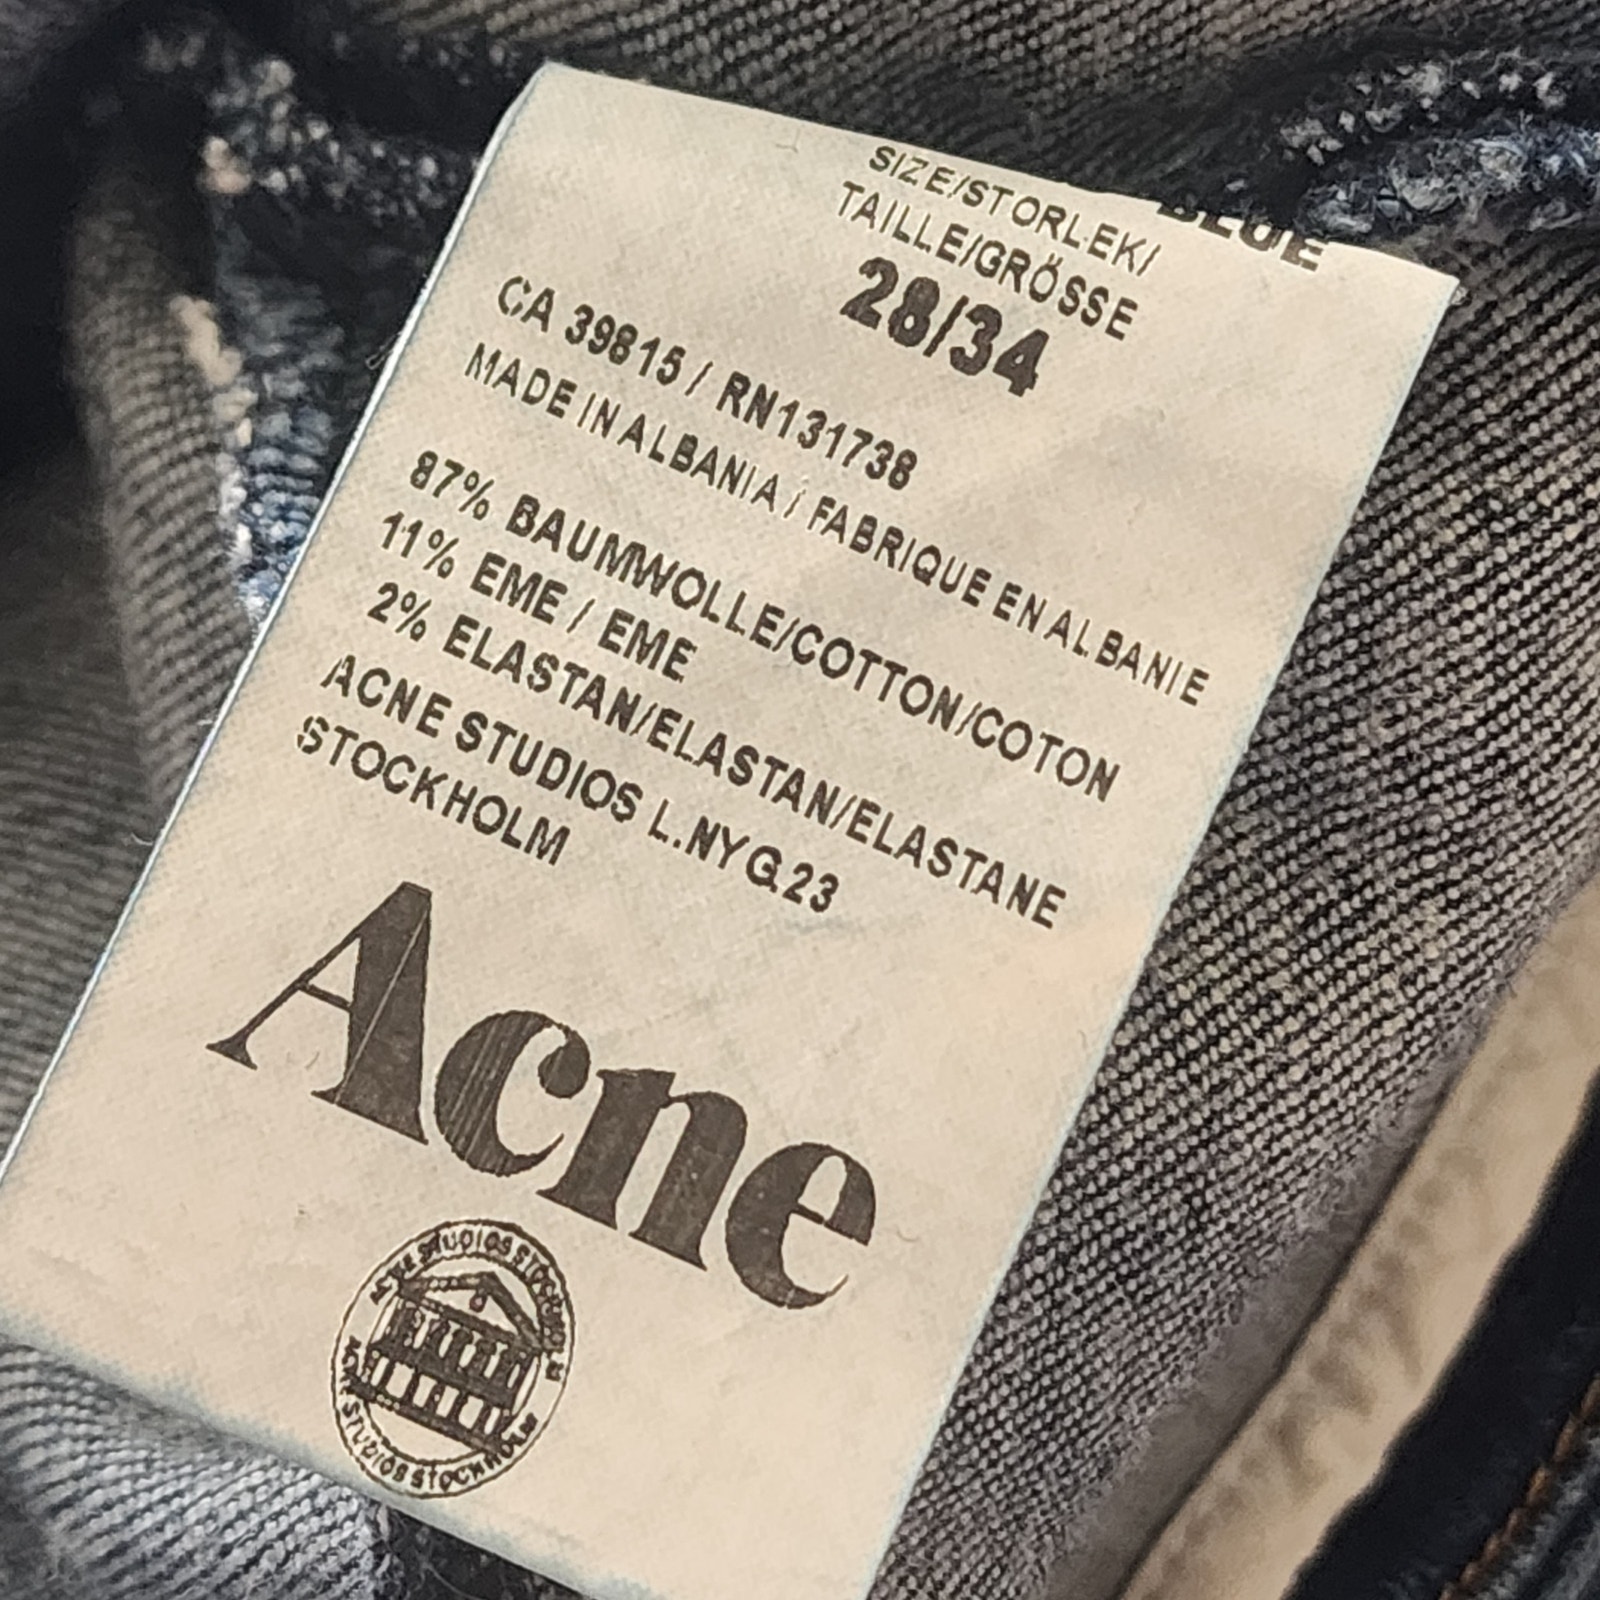 BLUE
SIZE/STORLEK/
TAILLE/GRÖSSE
28/34
CA 39815 / RN131738
MADE IN ALBANIA / FABRIQUE EN ALBANIE
87% BAUMWOLLE/COTTON/COTON
11% EME / EME
2% ELASTAN/ELASTAN/ELASTANE
ACNE STUDIOS L.NYG.23
STOCKHOLM
Acne
ACNE STUDIOS STOCKHOLM
ACNE STUDIOS STOCKHOLM